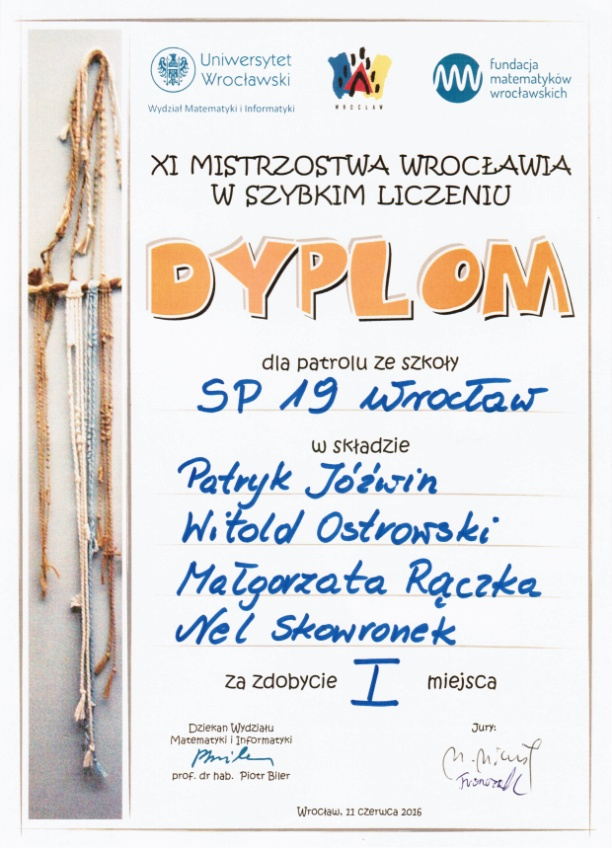 Uniwersytet
Wrocławski
Wydział Matematyki i Informatyki
WROCŁAW
fundacja
matematyków
wrocławskich
XI MISTRZOSTWA WROCŁAWIA
W SZYBKIM LICZENIU
DYPLOM
dla patrolu ze szkoły
SP 19 Wrocław
w składzie
Patryk Jóźwin
Witold Ostrowski
Małgorzata Rączka
Nel Skowronek
za zdobycie I miejsca
Dziekan Wydziału
Matematyki i Informatyki
prof. dr hab. Piotr Biler
Jury:
Wrocław, 11 czerwca 2016